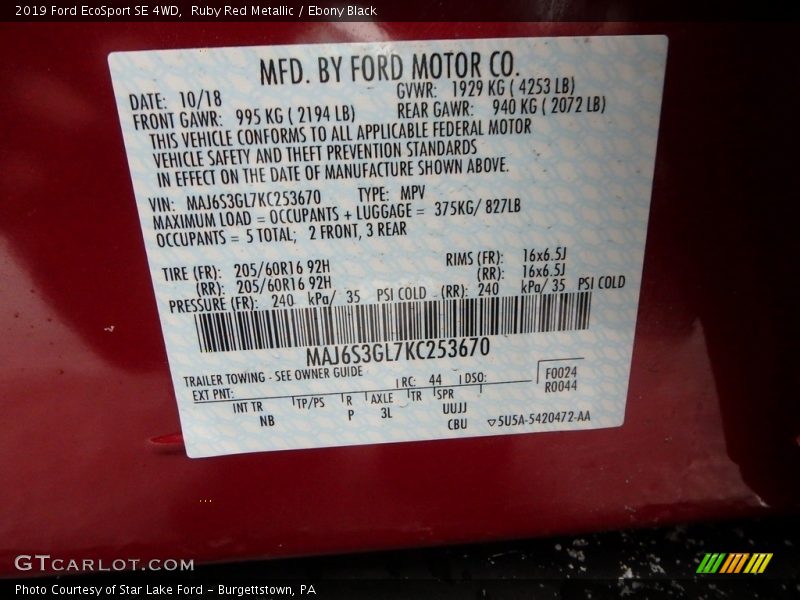 2019 Ford EcoSport SE 4WD, Ruby Red Metallic / Ebony Black
MFD. BY FORD MOTOR CO.
DATE: 10/18 GVWR: 1929 KG ( 4253 LB)
FRONT GAWR: 995 KG ( 2194 LB) REAR GAWR: 940 KG ( 2072 LB)
THIS VEHICLE CONFORMS TO ALL APPLICABLE FEDERAL MOTOR
VEHICLE SAFETY AND THEFT PREVENTION STANDARDS
IN EFFECT ON THE DATE OF MANUFACTURE SHOWN ABOVE.
VIN: MAJ6S3GL7KC253670 TYPE: MPV
MAXIMUM LOAD = OCCUPANTS + LUGGAGE = 375KG/ 827LB
OCCUPANTS = 5 TOTAL; 2 FRONT, 3 REAR
TIRE (FR): 205/60R16 92H RIMS (FR): 16x6.5J
(RR): 205/60R16 92H (RR): 16x6.5J
PRESSURE (FR): 240 kPa/ 35 PSI COLD (RR): 240 kPa/ 35 PSI COLD
MAJ6S3GL7KC253670
TRAILER TOWING - SEE OWNER GUIDE
EXT PNT: RC: 44 DSO: F0024
R0044
INT TR TP/PS R AXLE TR SPR
NB P 3L UUJJ
CBU ▽5U5A-5420472-AA
GTCARLOT.COM
Photo Courtesy of Star Lake Ford - Burgettstown, PA